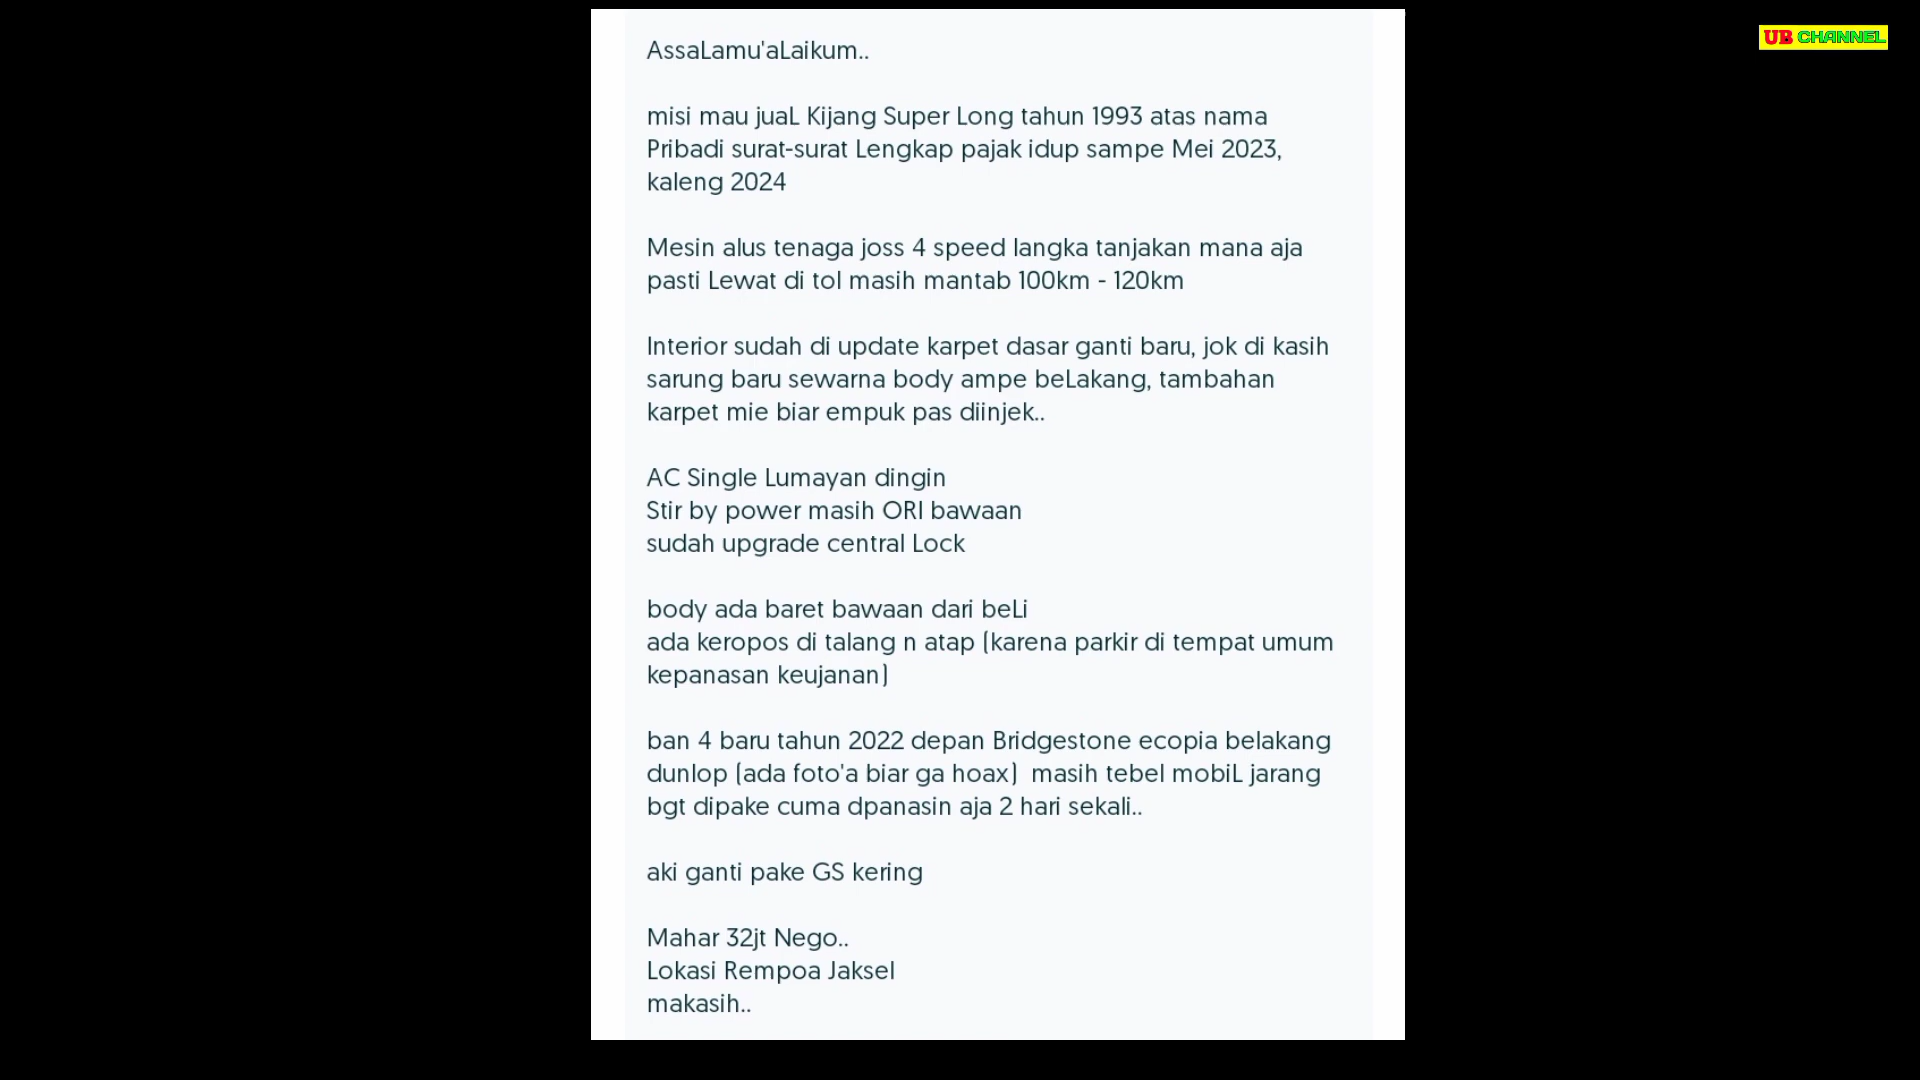 UB CHANNEL
AssaLamu'aLaikum..
misi mau juaL Kijang Super Long tahun 1993 atas nama
Pribadi surat-surat Lengkap pajak idup sampe Mei 2023,
kaleng 2024
Mesin alus tenaga joss 4 speed langka tanjakan mana aja
pasti Lewat di tol masih mantab 100km - 120km
Interior sudah di update karpet dasar ganti baru, jok di kasih
sarung baru sewarna body ampe beLakang, tambahan
karpet mie biar empuk pas diinjek..
AC Single Lumayan dingin
Stir by power masih ORI bawaan
sudah upgrade central Lock
body ada baret bawaan dari beLi
ada keropos di talang n atap (karena parkir di tempat umum
kepanasan keujanan)
ban 4 baru tahun 2022 depan Bridgestone ecopia belakang
dunlop (ada foto'a biar ga hoax)  masih tebel mobiL jarang
bgt dipake cuma dpanasin aja 2 hari sekali..
aki ganti pake GS kering
Mahar 32jt Nego..
Lokasi Rempoa Jaksel
makasih..